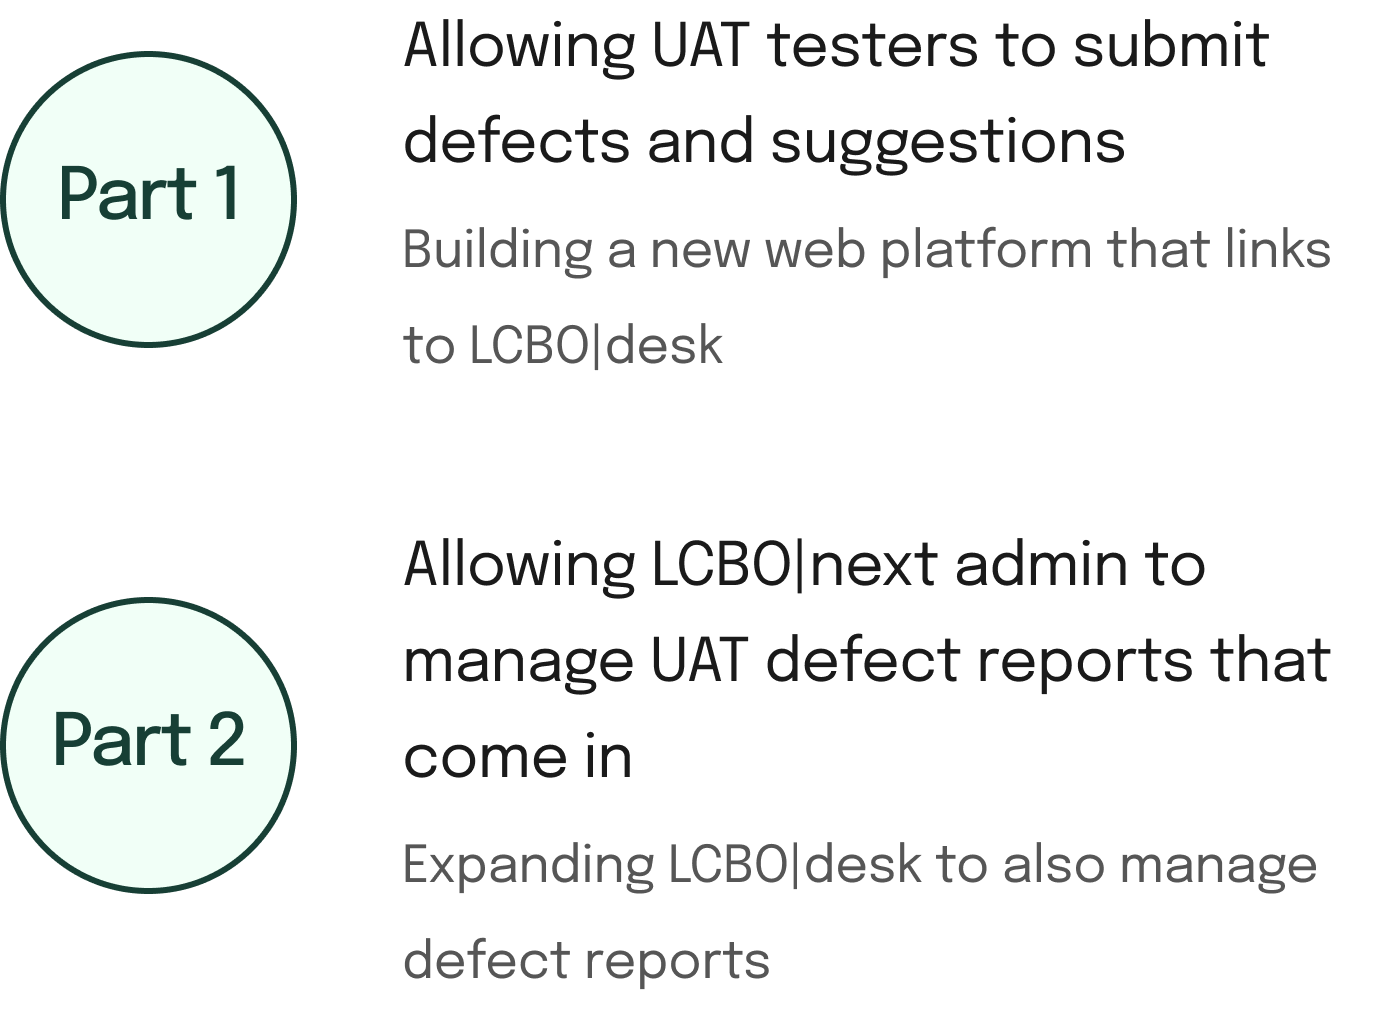 Part 1
Allowing UAT testers to submit
defects and suggestions
Building a new web platform that links
to LCBO|desk
Part 2
Allowing LCBO|next admin to
manage UAT defect reports that
come in
Expanding LCBO|desk to also manage
defect reports